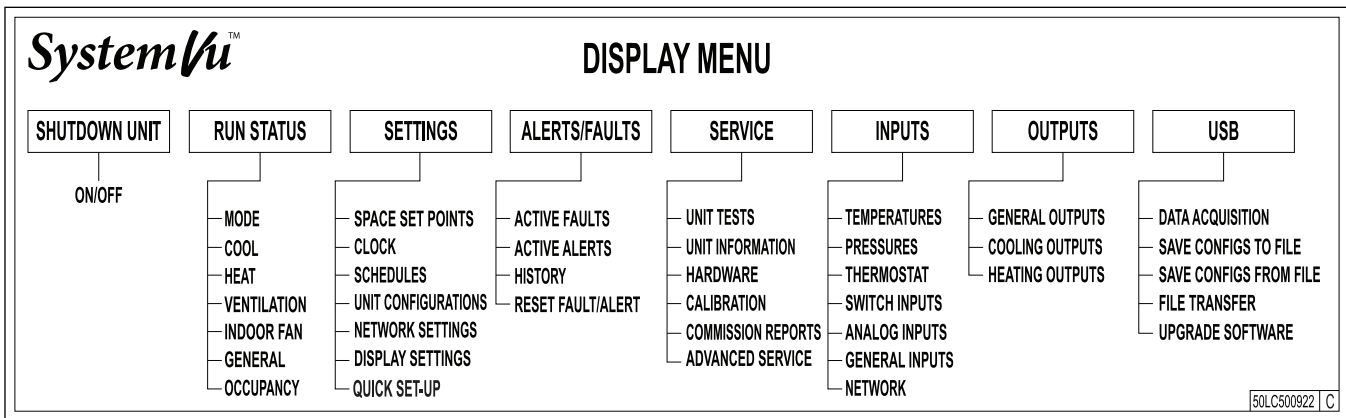 SystemVu™
DISPLAY MENU
SHUTDOWN UNIT
ON/OFF
RUN STATUS
MODE
COOL
HEAT
VENTILATION
INDOOR FAN
GENERAL
OCCUPANCY
SETTINGS
SPACE SET POINTS
CLOCK
SCHEDULES
UNIT CONFIGURATIONS
NETWORK SETTINGS
DISPLAY SETTINGS
QUICK SET-UP
ALERTS/FAULTS
ACTIVE FAULTS
ACTIVE ALERTS
HISTORY
RESET FAULT/ALERT
SERVICE
UNIT TESTS
UNIT INFORMATION
HARDWARE
CALIBRATION
COMMISSION REPORTS
ADVANCED SERVICE
INPUTS
TEMPERATURES
PRESSURES
THERMOSTAT
SWITCH INPUTS
ANALOG INPUTS
GENERAL INPUTS
NETWORK
OUTPUTS
GENERAL OUTPUTS
COOLING OUTPUTS
HEATING OUTPUTS
USB
DATA ACQUISITION
SAVE CONFIGS TO FILE
SAVE CONFIGS FROM FILE
FILE TRANSFER
UPGRADE SOFTWARE
50LC500922 C